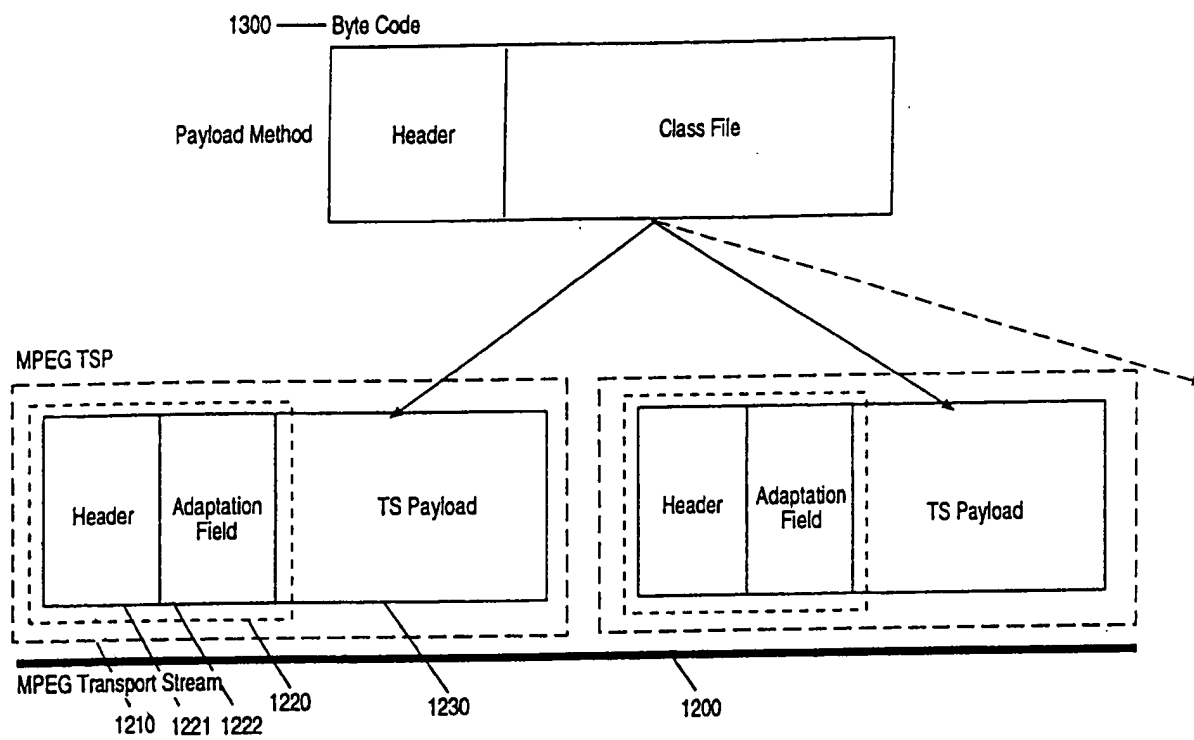 1300 Byte Code
Payload Method
Header
Class File
MPEG TSP
Header
Adaptation
Field
TS Payload
Header
Adaptation
Field
TS Payload
MPEG Transport Stream
1210
1221
1222
1220
1230
1200